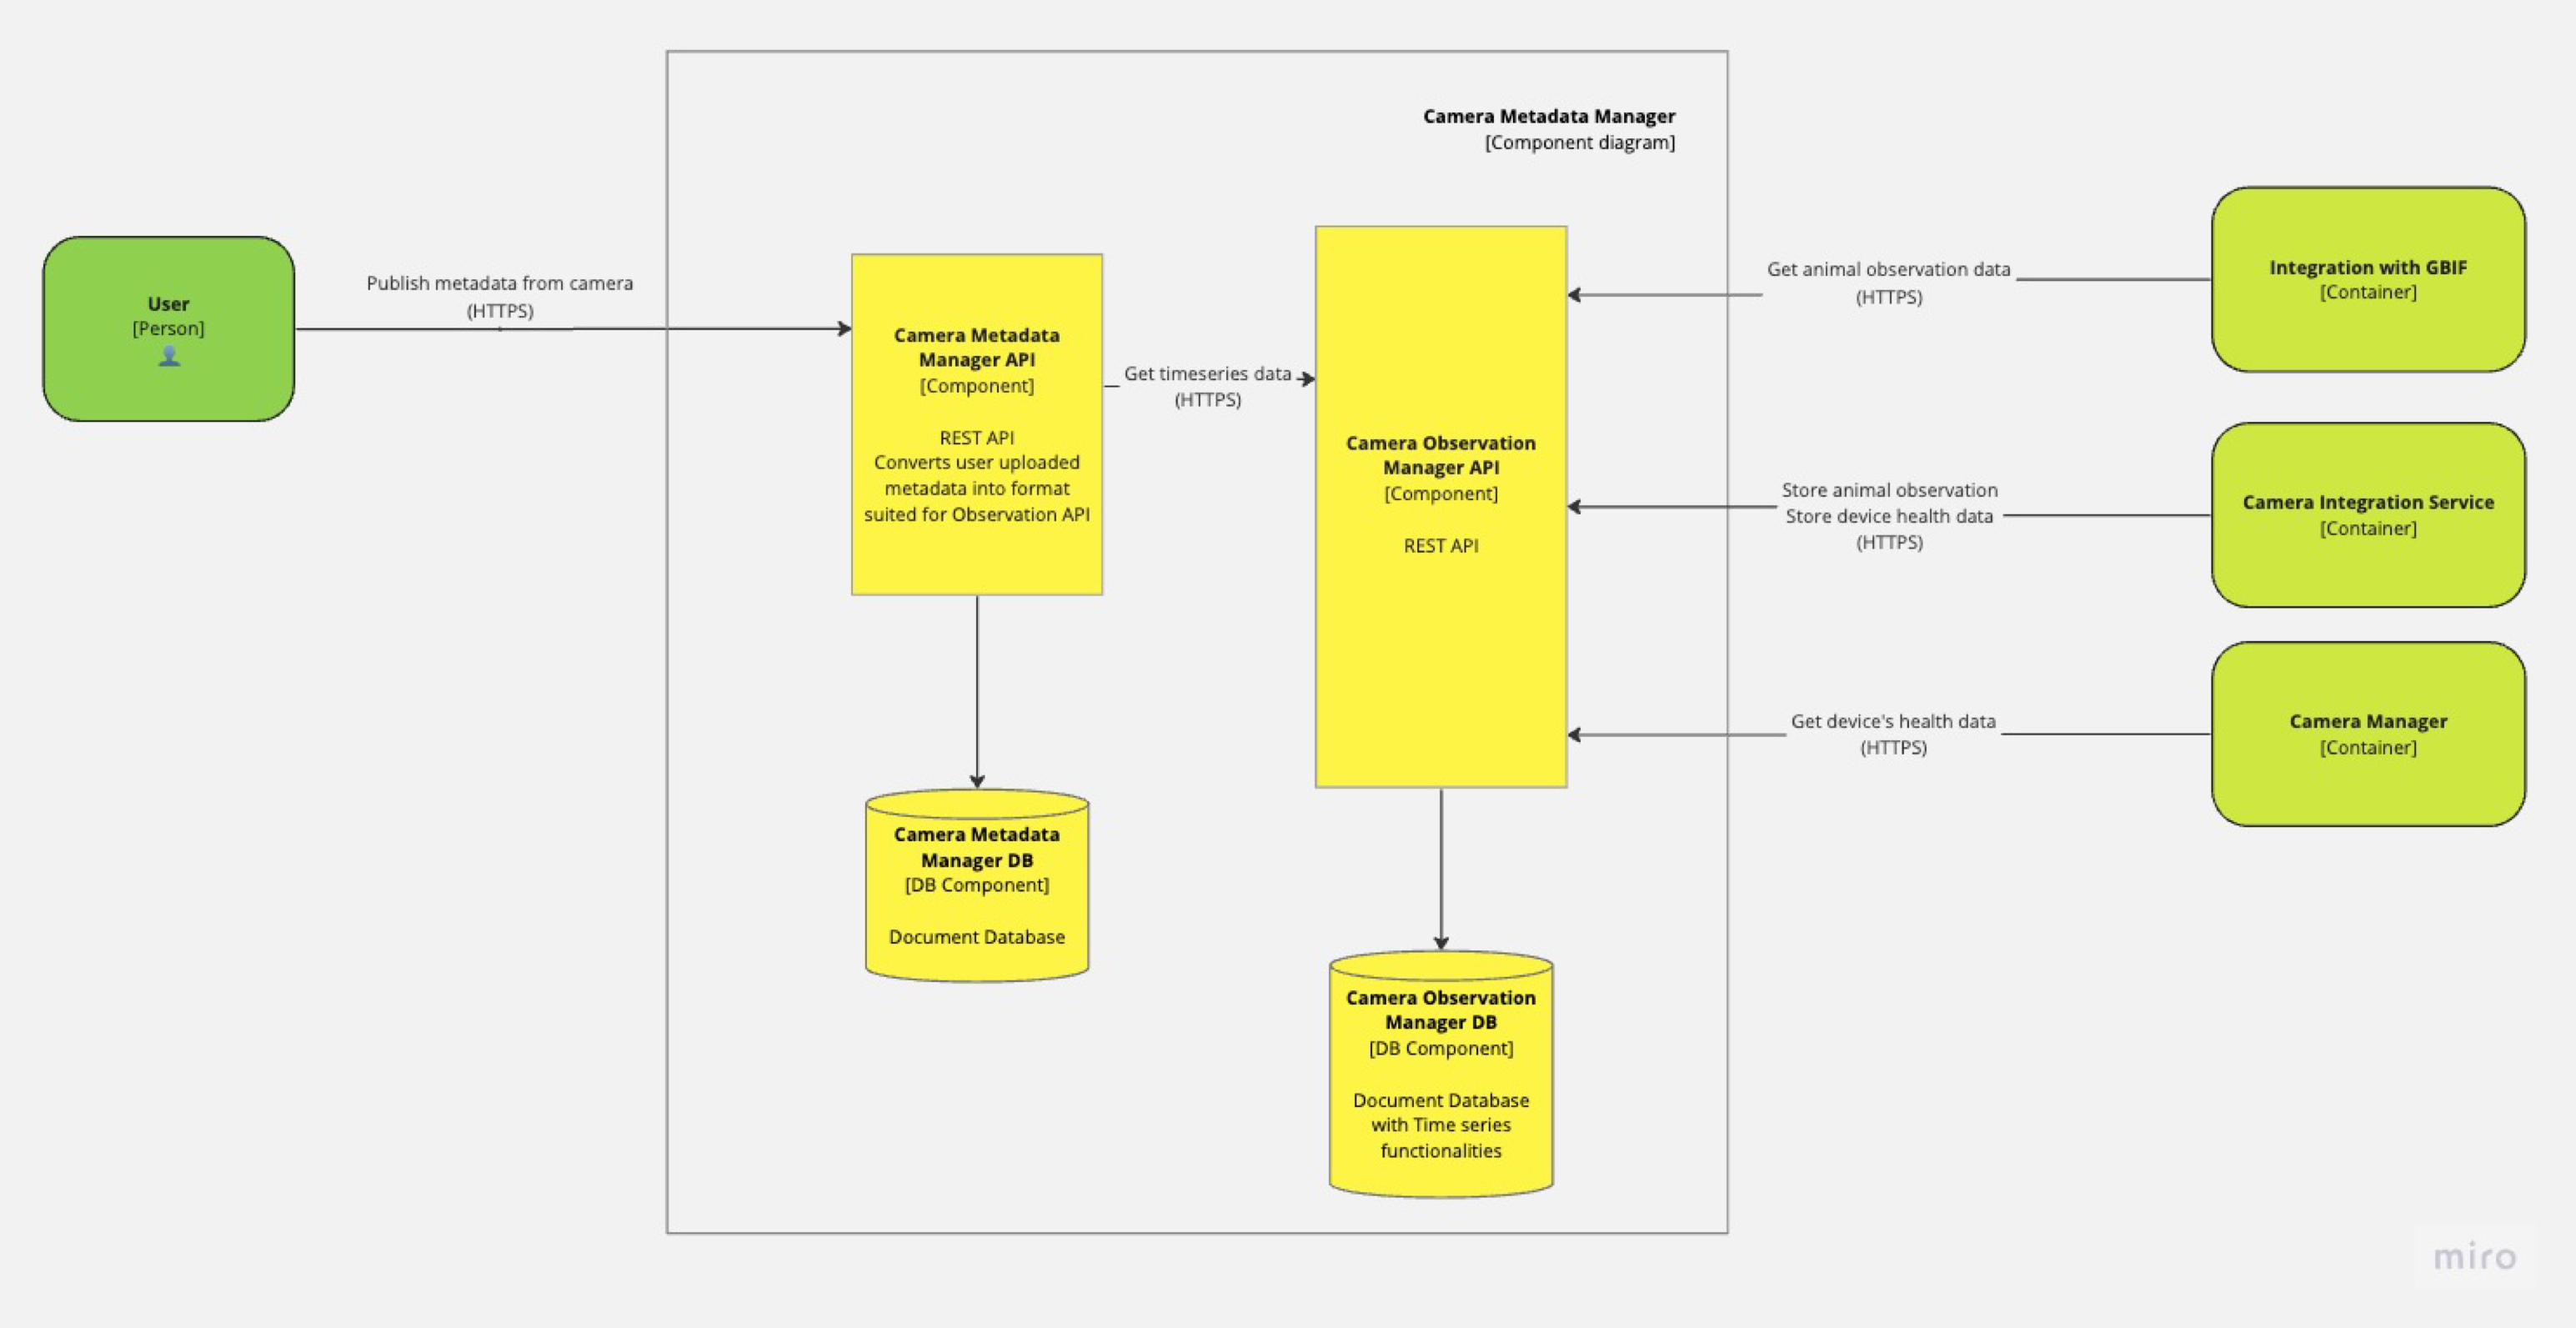 Camera Metadata Manager
[Component diagram]
User
[Person]
Publish metadata from camera
(HTTPS)
Camera Metadata
Manager API
[Component]
REST API
Converts user uploaded
metadata into format
suited for Observation API
Get timeseries data
(HTTPS)
Camera Observation
Manager API
[Component]
REST API
Get animal observation data
(HTTPS)
Integration with GBIF
[Container]
Store animal observation
Store device health data
(HTTPS)
Camera Integration Service
[Container]
Get device's health data
(HTTPS)
Camera Manager
[Container]
Camera Metadata
Manager DB
[DB Component]
Document Database
Camera Observation
Manager DB
[DB Component]
Document Database
with Time series
functionalities
miro